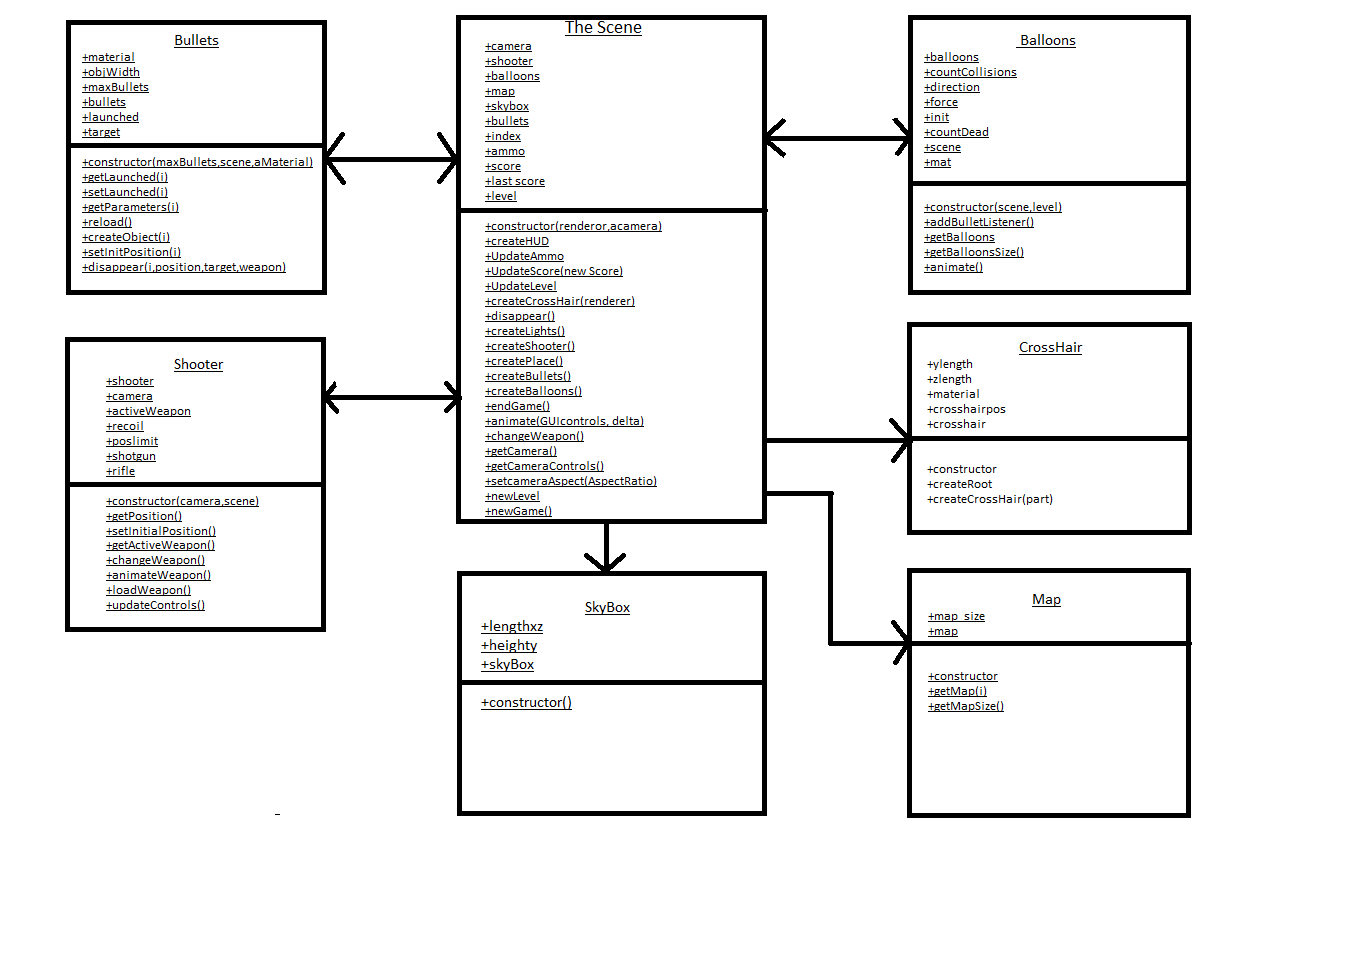 Bullets
+material
+objWidth
+maxBullets
+bullets
+launched
+target
+constructor(maxBullets,scene,aMaterial)
+getLaunched(i)
+setLaunched(i)
+getParameters(i)
+reload()
+createObject(i)
+setInitPosition(i)
+disappear(i,position,target,weapon)
The Scene
+camera
+shooter
+balloons
+map
+skybox
+bullets
+index
+ammo
+score
+last score
+level
+constructor(renderor,acamera)
+createHUD
+UpdateAmmo
+UpdateScore(new Score)
+UpdateLevel
+createCrossHair(renderer)
+disappear()
+createLights()
+createShooter()
+createPlace()
+createBullets()
+createBalloons()
+endGame()
+animate(GUIcontrols, delta)
+changeWeapon()
+getCamera()
+getCameraControls()
+setcameraAspect(AspectRatio)
+newLevel
+newGame()
Balloons
+balloons
+countCollisions
+direction
+force
+init
+countDead
+scene
+mat
+constructor(scene,level)
+addBulletListener()
+getBalloons
+getBalloonsSize()
+animate()
Shooter
+shooter
+camera
+activeWeapon
+recoil
+poslimit
+shotgun
+rifle
+constructor(camera,scene)
+getPosition()
+setInitialPosition()
+getActiveWeapon()
+changeWeapon()
+animateWeapon()
+loadWeapon()
+updateControls()
CrossHair
+ylength
+zlength
+material
+crosshairpos
+crosshair
+constructor
+createRoot
+createCrossHair(part)
SkyBox
+lengthxz
+heighty
+skyBox
+constructor()
Map
+map_size
+map
+constructor
+getMap(i)
+getMapSize()